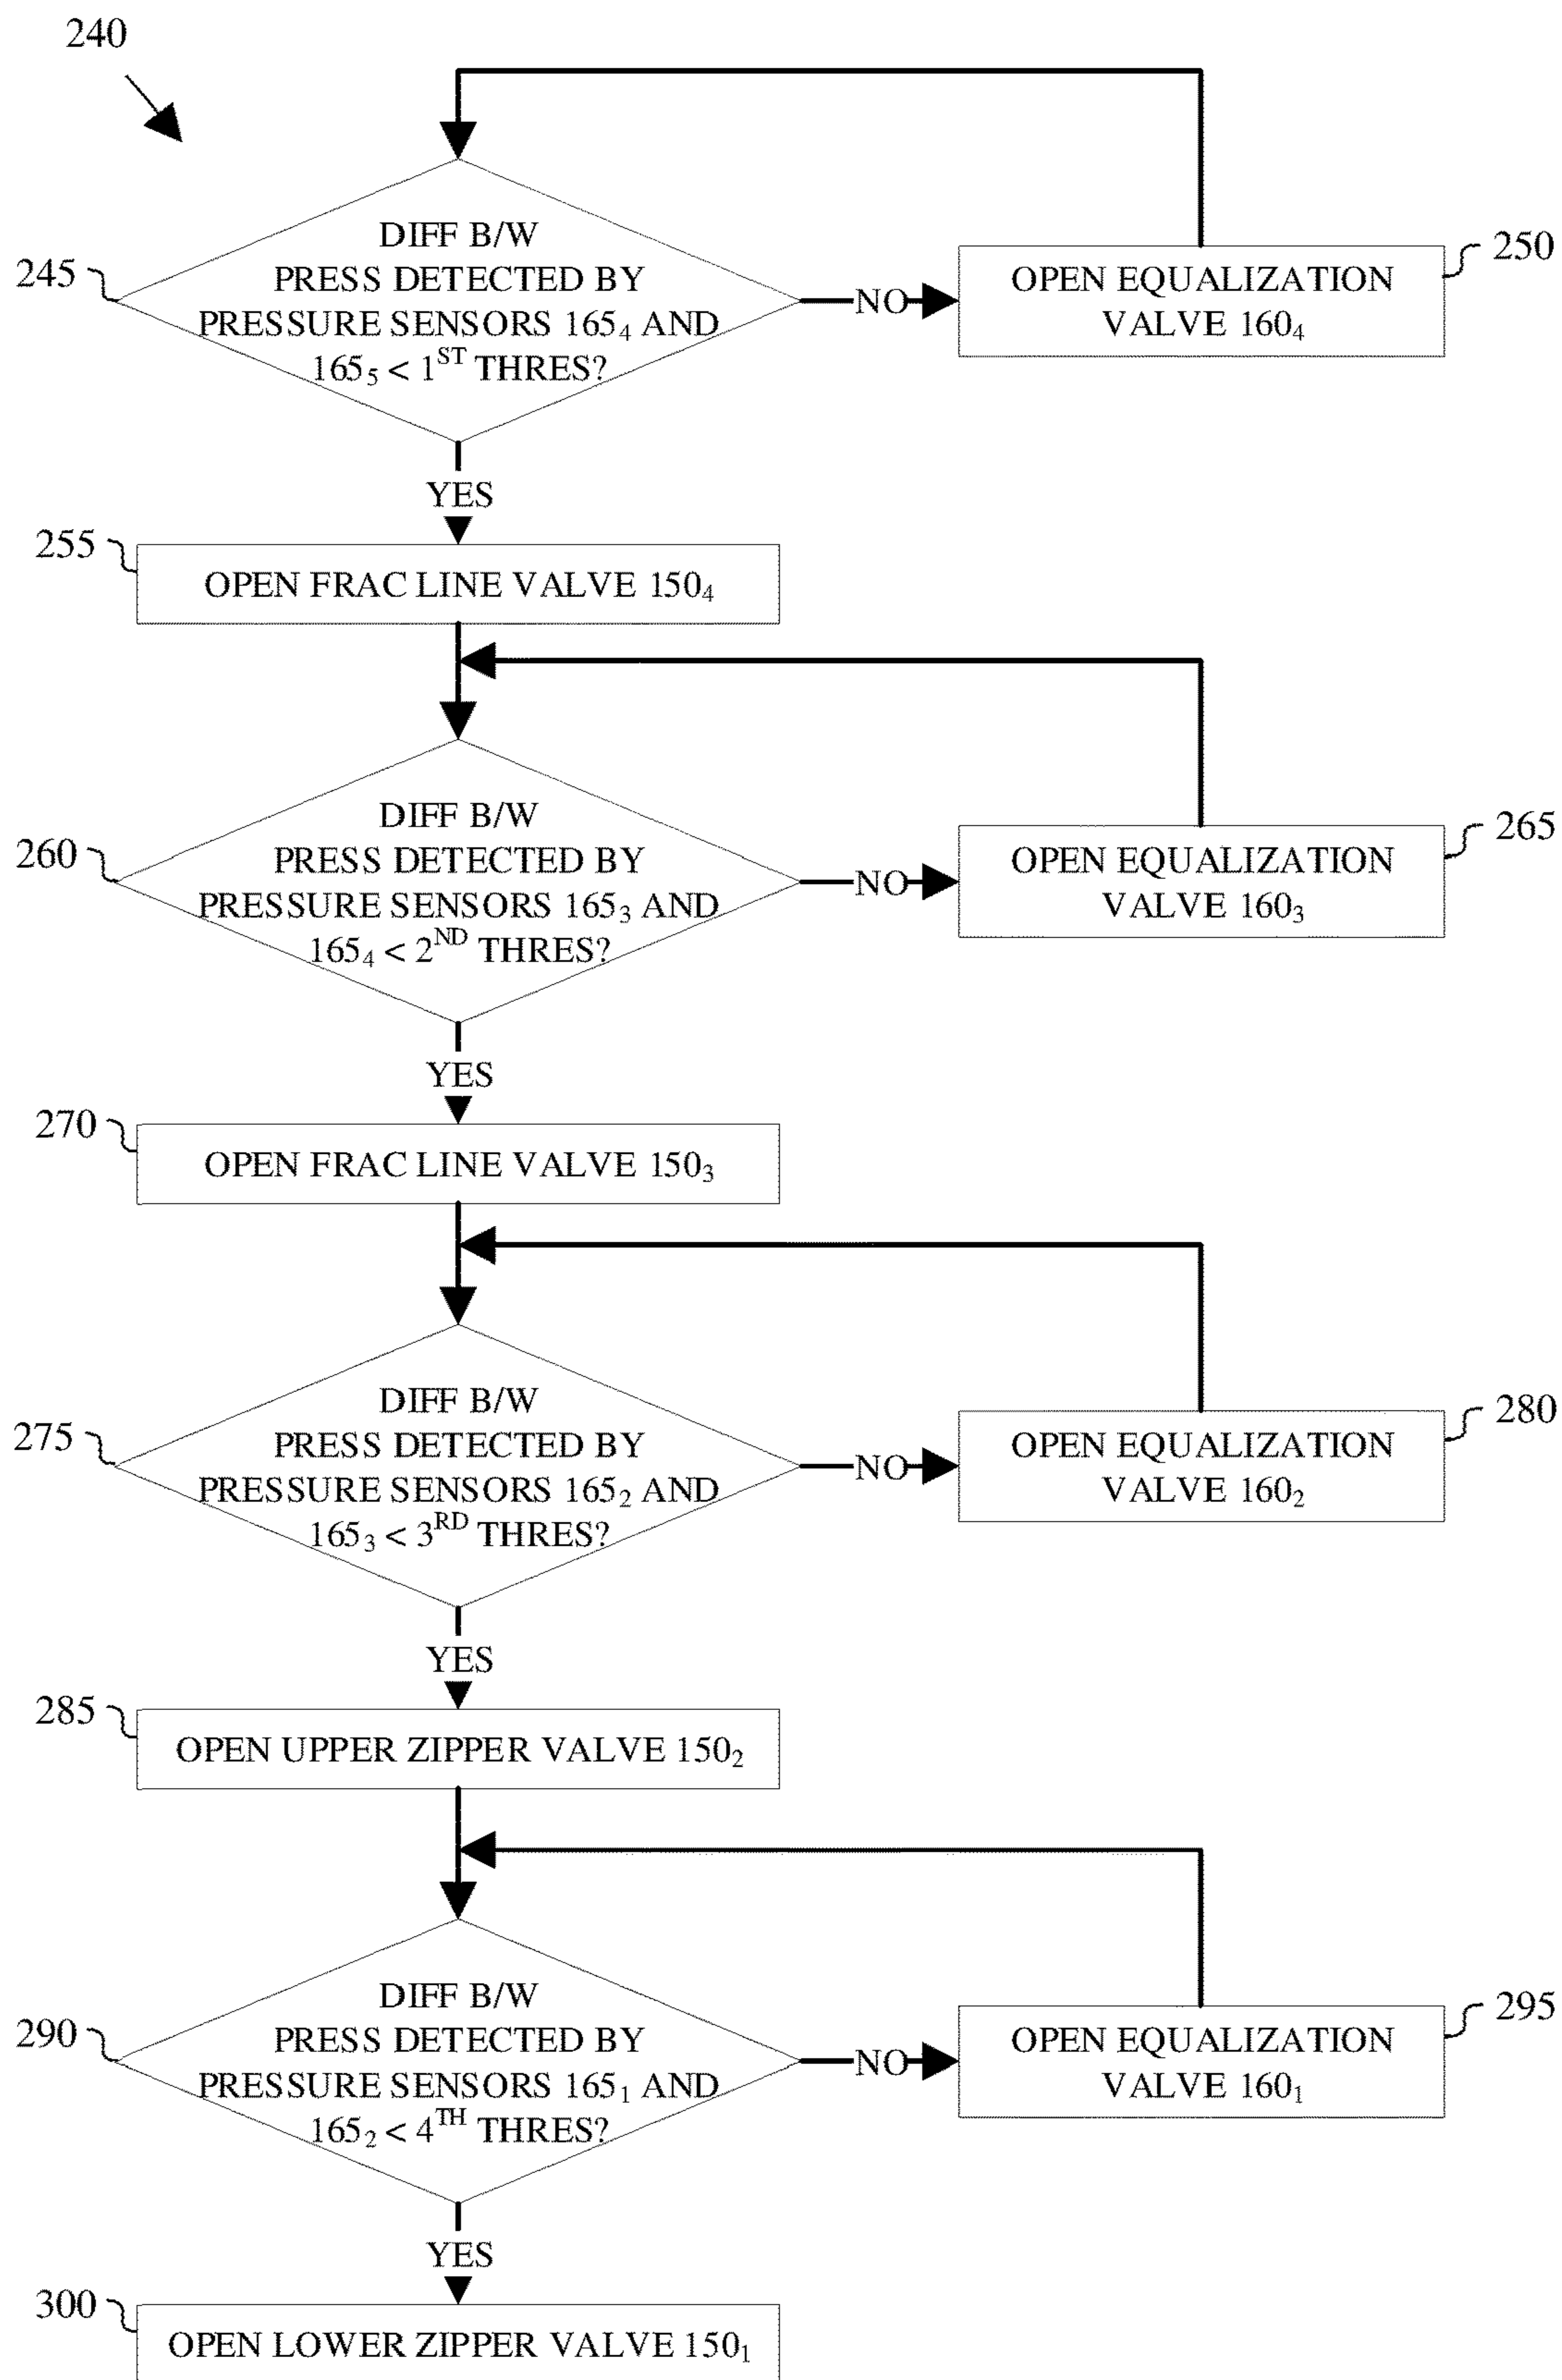 240
DIFF B/W
PRESS DETECTED BY
PRESSURE SENSORS 165₄ AND
165₅ < 1ˢᵀ THRES?
245
NO
OPEN EQUALIZATION
VALVE 160₄
250
YES
255
OPEN FRAC LINE VALVE 150₄
DIFF B/W
PRESS DETECTED BY
PRESSURE SENSORS 165₃ AND
165₄ < 2ᴺᴰ THRES?
260
NO
OPEN EQUALIZATION
VALVE 160₃
265
YES
270
OPEN FRAC LINE VALVE 150₃
DIFF B/W
PRESS DETECTED BY
PRESSURE SENSORS 165₂ AND
165₃ < 3ᴿᴰ THRES?
275
NO
OPEN EQUALIZATION
VALVE 160₂
280
YES
285
OPEN UPPER ZIPPER VALVE 150₂
DIFF B/W
PRESS DETECTED BY
PRESSURE SENSORS 165₁ AND
165₂ < 4ᵀᴴ THRES?
290
NO
OPEN EQUALIZATION
VALVE 160₁
295
YES
300
OPEN LOWER ZIPPER VALVE 150₁